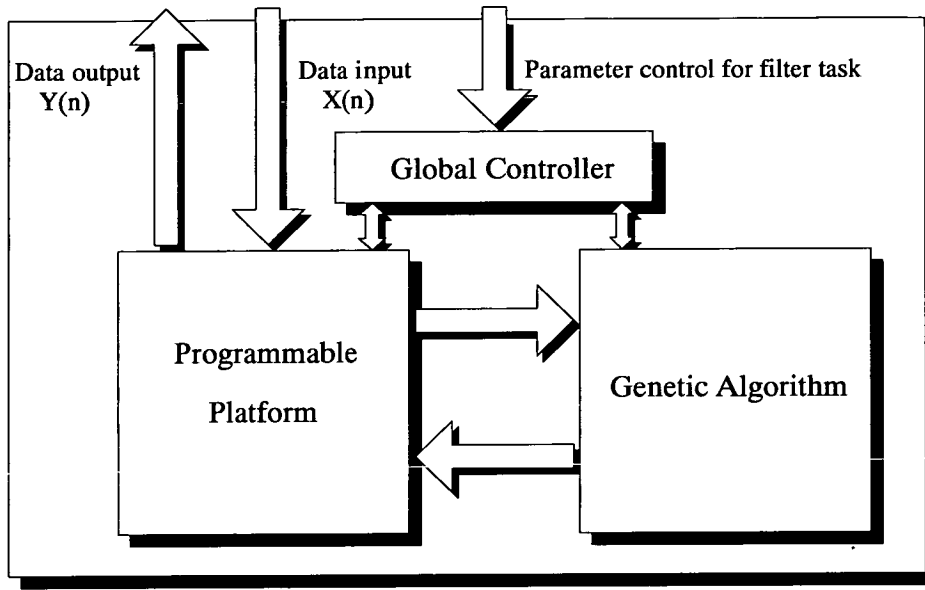 Data output
Y(n)
Data input
X(n)
Parameter control for filter task
Global Controller
Programmable
Platform
Genetic Algorithm